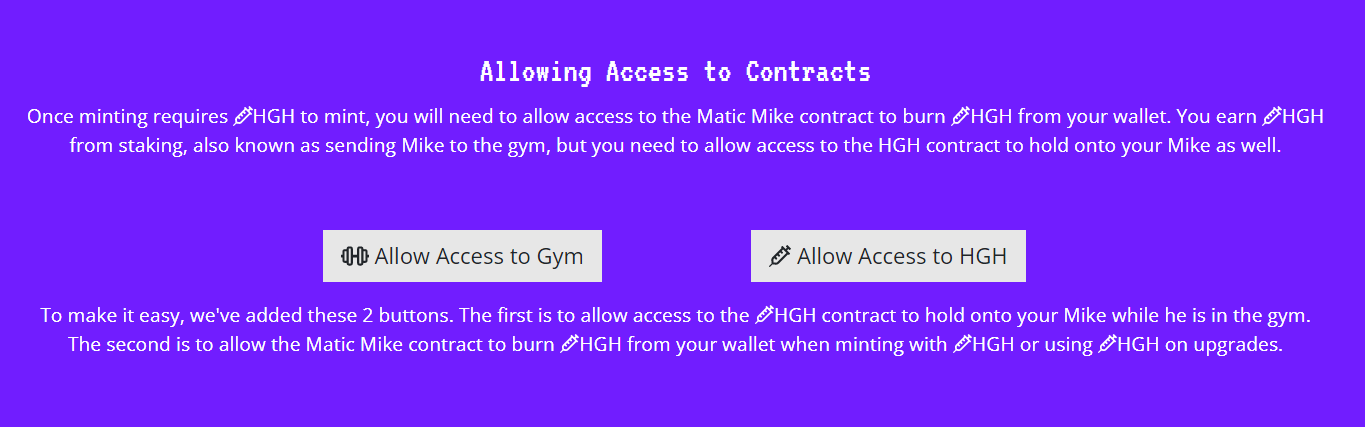 Allowing Access to Contracts
Once minting requires HGH to mint, you will need to allow access to the Matic Mike contract to burn HGH from your wallet. You earn HGH
from staking, also known as sending Mike to the gym, but you need to allow access to the HGH contract to hold onto your Mike as well.
Allow Access to Gym
Allow Access to HGH
To make it easy, we've added these 2 buttons. The first is to allow access to the HGH contract to hold onto your Mike while he is in the gym.
The second is to allow the Matic Mike contract to burn HGH from your wallet when minting with HGH or using HGH on upgrades.